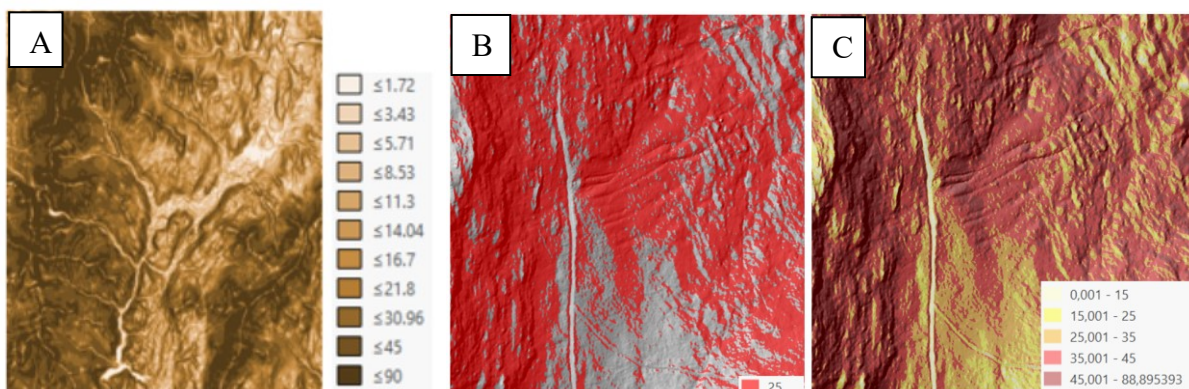 A
≤1.72
≤3.43
≤5.71
≤8.53
≤11.3
≤14.04
≤16.7
≤21.8
≤30.96
≤45
≤90
B
25
C
0,001 - 15
15,001 - 25
25,001 - 35
35,001 - 45
45,001 - 88,895393